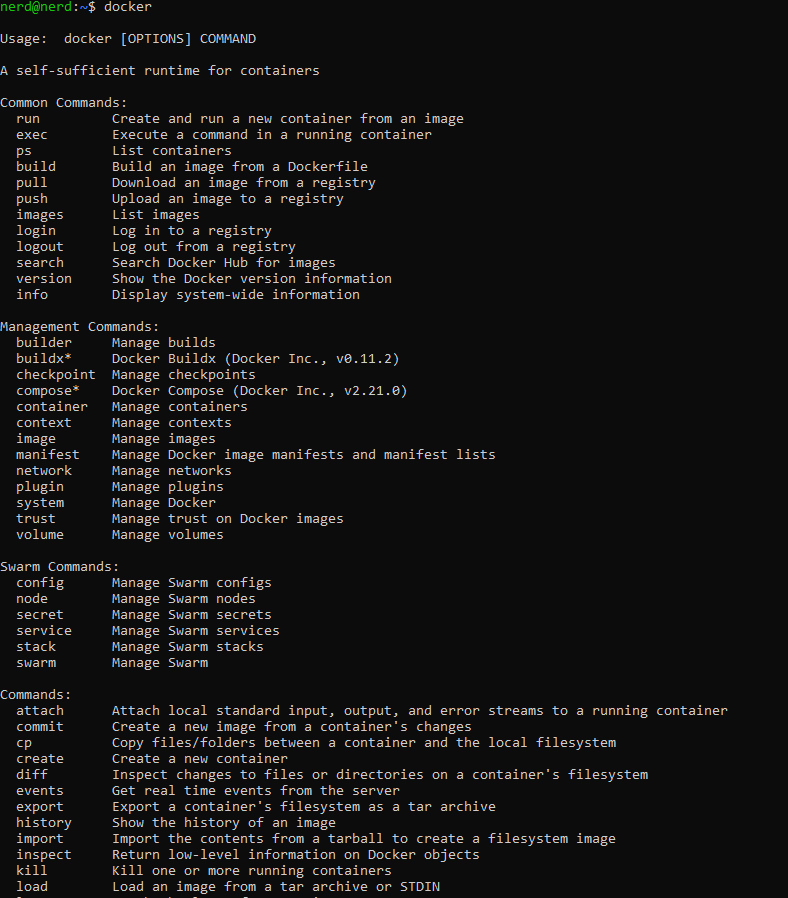 nerd@nerd:~$ docker
Usage:  docker [OPTIONS] COMMAND
A self-sufficient runtime for containers
Common Commands:
  run         Create and run a new container from an image
  exec        Execute a command in a running container
  ps          List containers
  build       Build an image from a Dockerfile
  pull        Download an image from a registry
  push        Upload an image to a registry
  images      List images
  login       Log in to a registry
  logout      Log out from a registry
  search      Search Docker Hub for images
  version     Show the Docker version information
  info        Display system-wide information
Management Commands:
  builder     Manage builds
  buildx*     Docker Buildx (Docker Inc., v0.11.2)
  checkpoint  Manage checkpoints
  compose*    Docker Compose (Docker Inc., v2.21.0)
  container   Manage containers
  context     Manage contexts
  image       Manage images
  manifest    Manage Docker image manifests and manifest lists
  network     Manage networks
  plugin      Manage plugins
  system      Manage Docker
  trust       Manage trust on Docker images
  volume      Manage volumes
Swarm Commands:
  config      Manage Swarm configs
  node        Manage Swarm nodes
  secret      Manage Swarm secrets
  service     Manage Swarm services
  stack       Manage Swarm stacks
  swarm       Manage Swarm
Commands:
  attach      Attach local standard input, output, and error streams to a running container
  commit      Create a new image from a container's changes
  cp          Copy files/folders between a container and the local filesystem
  create      Create a new container
  diff        Inspect changes to files or directories on a container's filesystem
  events      Get real time events from the server
  export      Export a container's filesystem as a tar archive
  history     Show the history of an image
  import      Import the contents from a tarball to create a filesystem image
  inspect     Return low-level information on Docker objects
  kill        Kill one or more running containers
  load        Load an image from a tar archive or STDIN